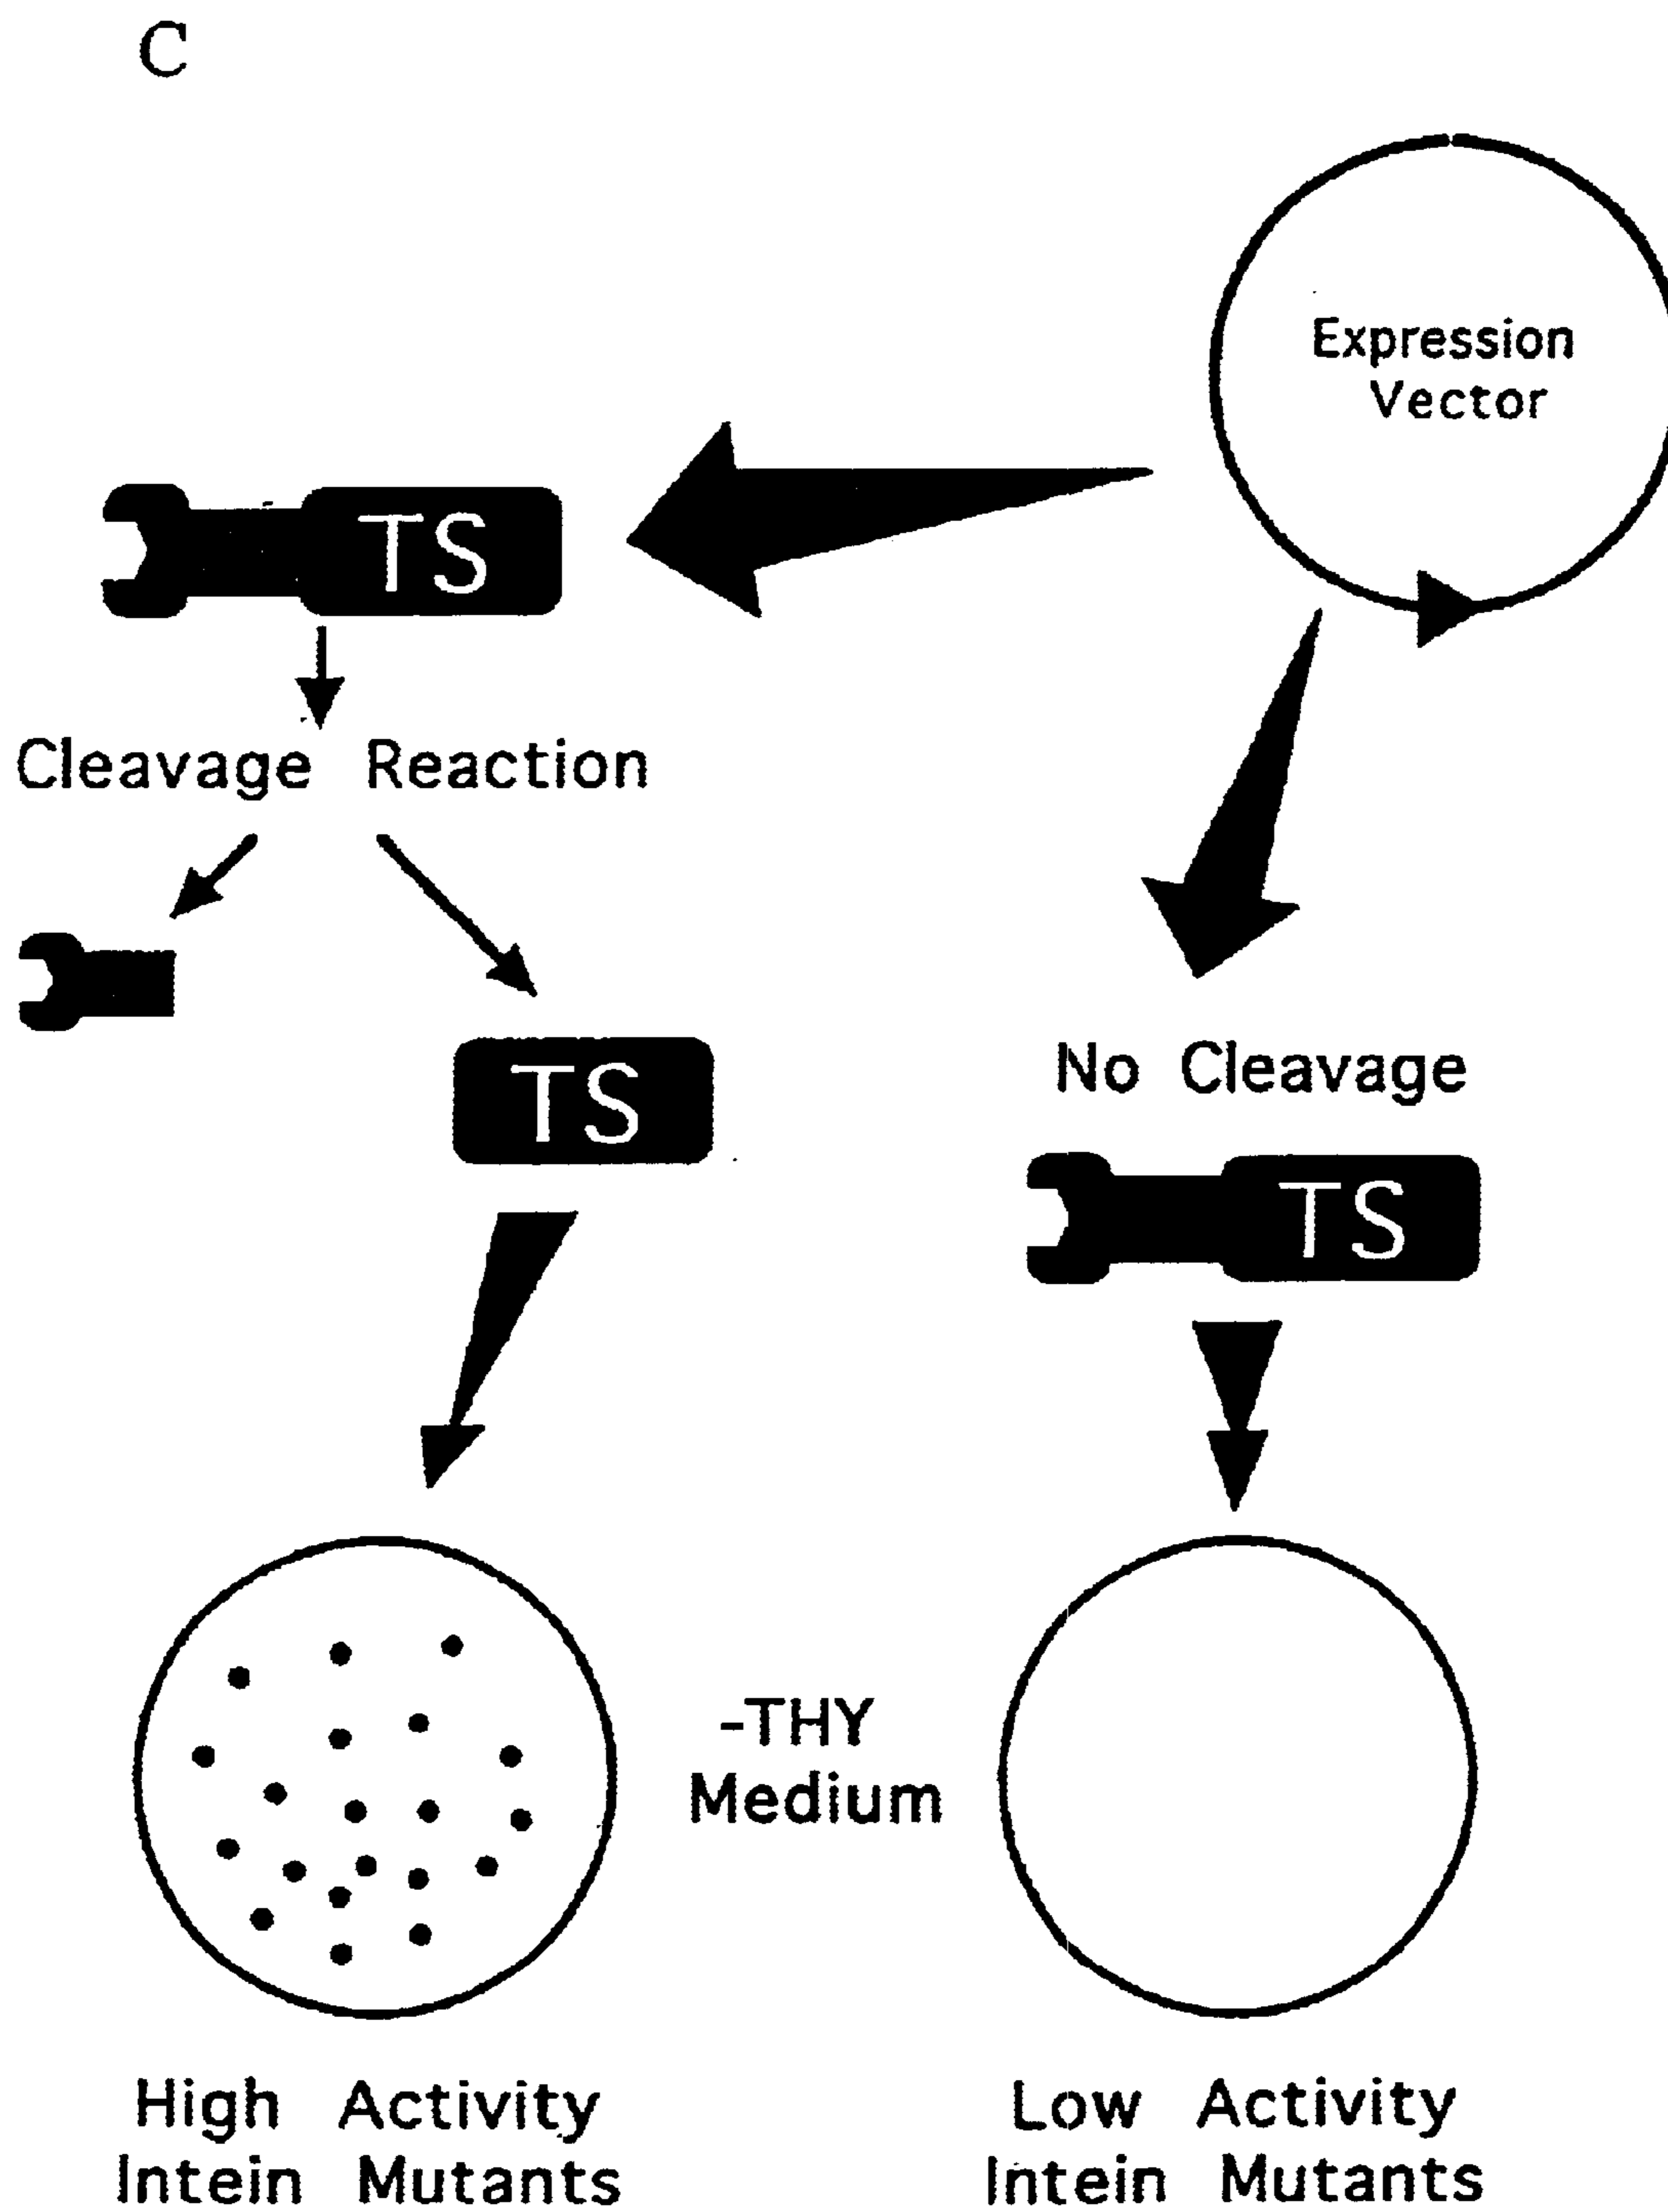 C
Expression
Vector
TS
Cleavage Reaction
TS
No Cleavage
TS
-THY
Medium
High Activity
Intein Mutants
Low Activity
Intein Mutants